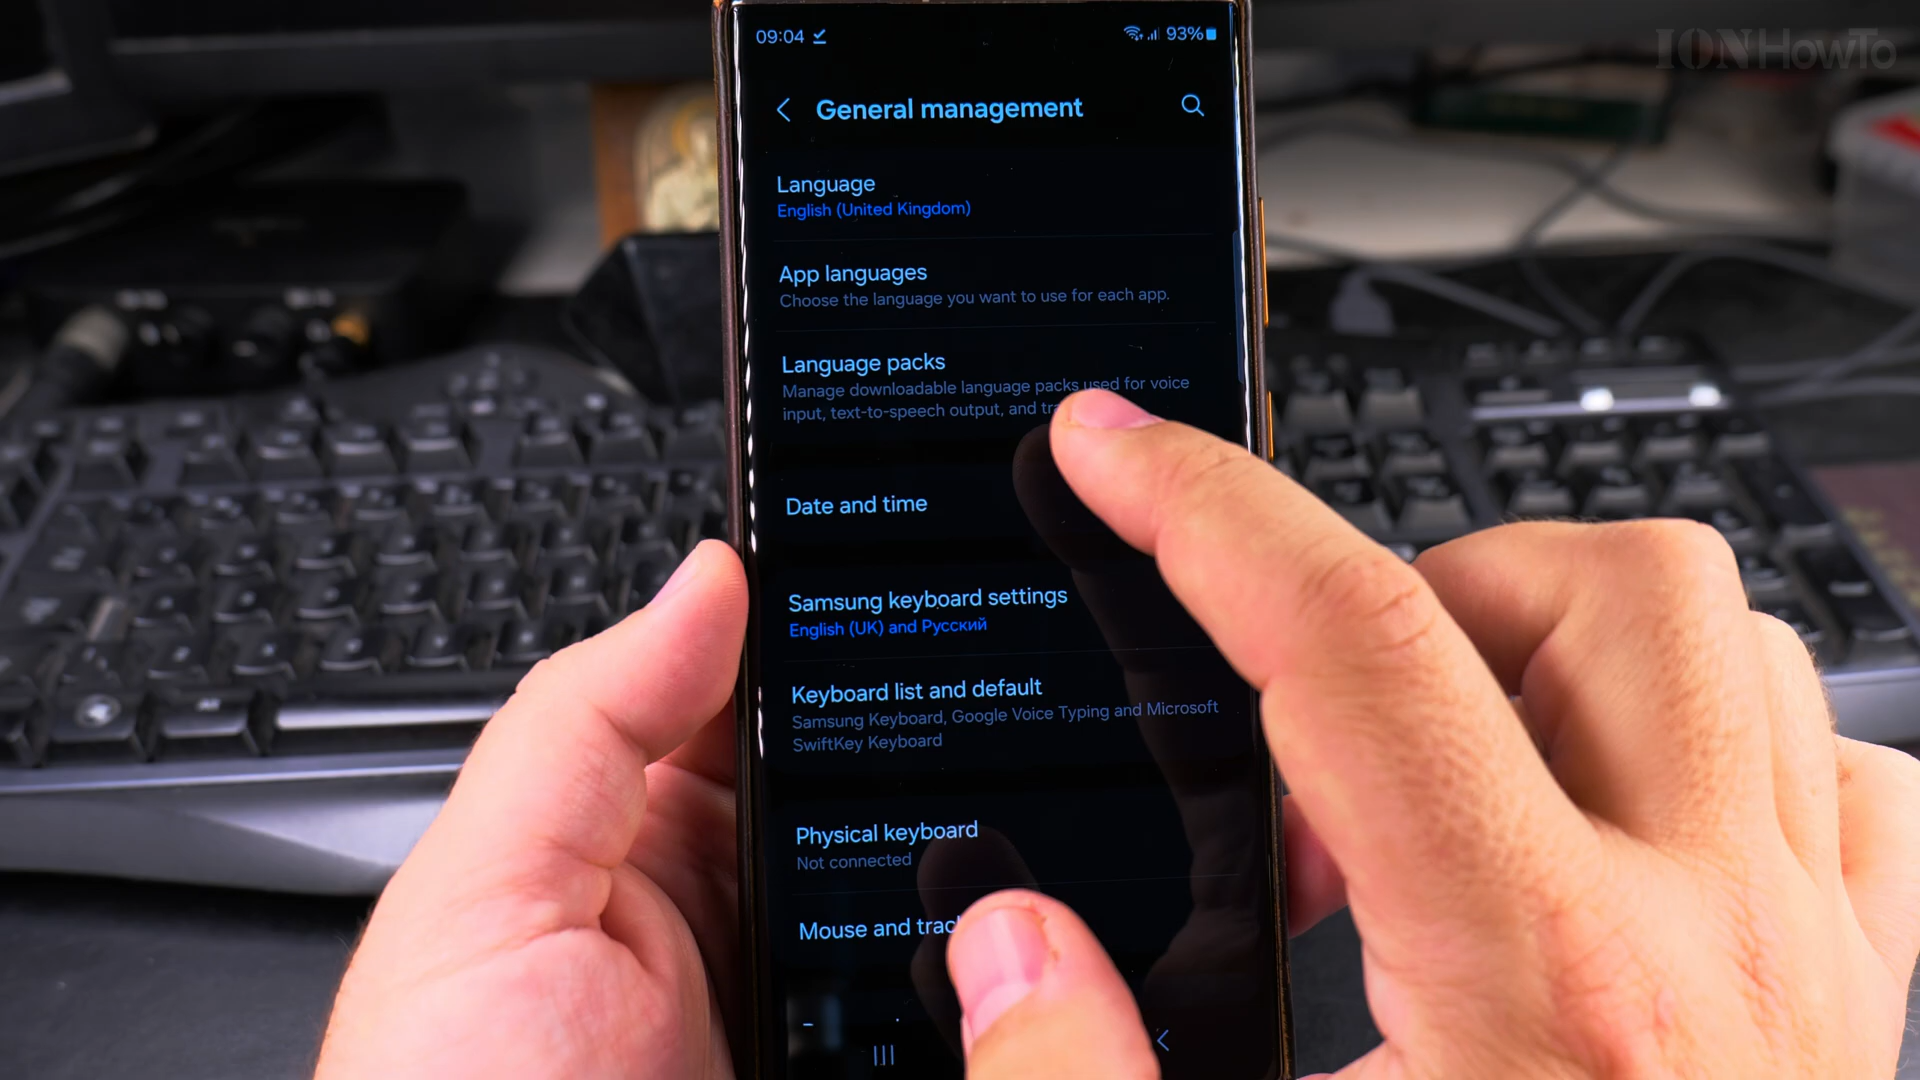 IONHowTo
09:04
93%
General management
Language
English (United Kingdom)
App languages
Choose the language you want to use for each app.
Language packs
Manage downloadable language packs used for voice
input, text-to-speech output, and
Date and time
Samsung keyboard settings
English (UK) and Русский
Keyboard list and default
Samsung Keyboard, Google Voice Typing and Microsoft
SwiftKey Keyboard
Physical keyboard
Not connected
Mouse and